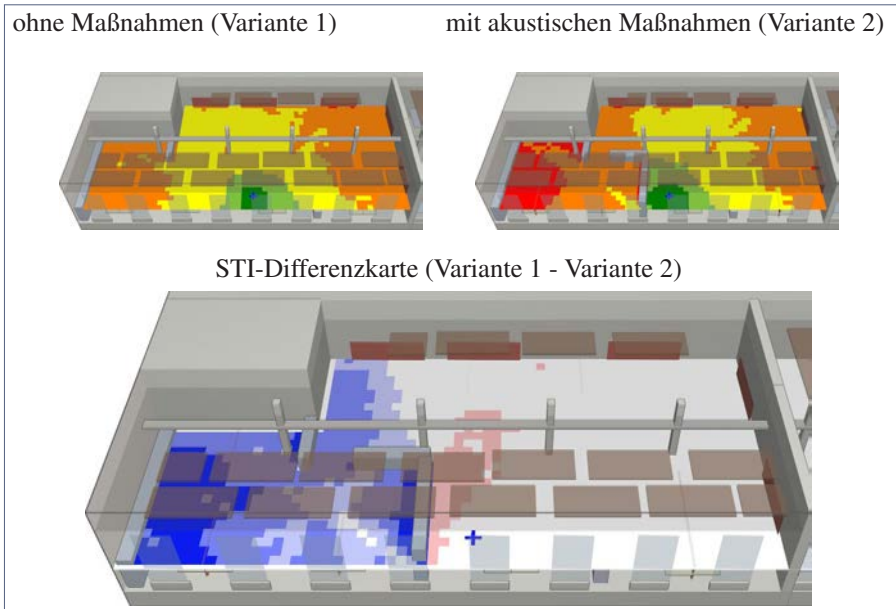 ohne Maßnahmen (Variante 1)
mit akustischen Maßnahmen (Variante 2)
STI-Differenzkarte (Variante 1 - Variante 2)